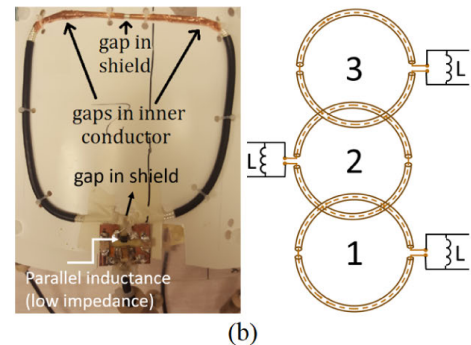 gap in
shield
gaps in inner
conductor
gap in shield
Parallel inductance
(low impedance)
3
L
L
2
1
L
(b)